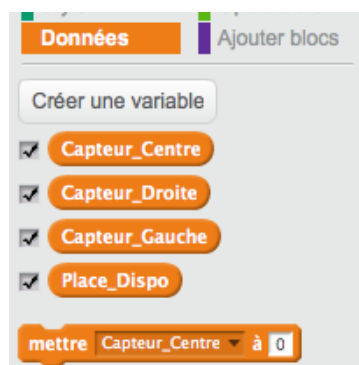 Données
Ajouter blocs
Créer une variable
Capteur_Centre
Capteur_Droite
Capteur_Gauche
Place_Dispo
mettre Capteur_Centre à 0